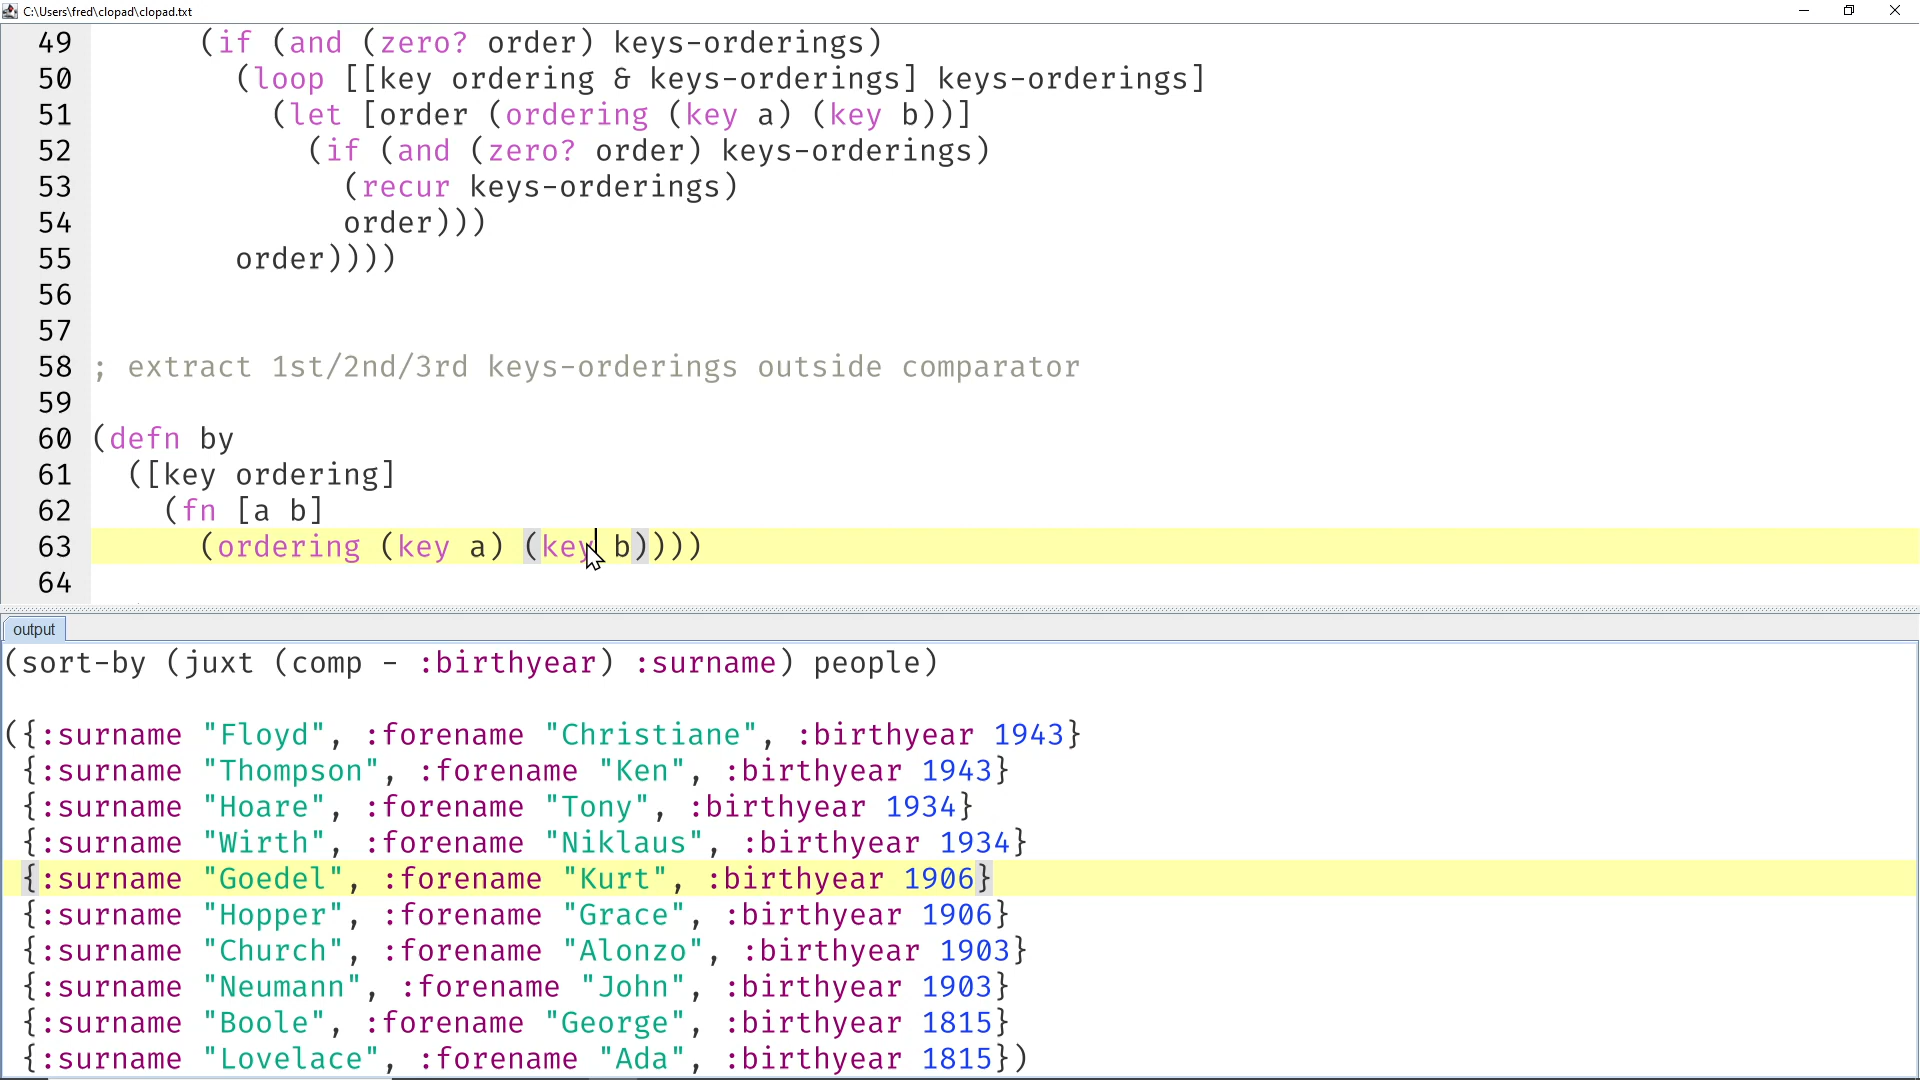 C:\Users\fred\clopad\clopad.txt
49 (if (and (zero? order) keys-orderings)
50 (loop [[key ordering & keys-orderings] keys-orderings]
51 (let [order (ordering (key a) (key b))]
52 (if (and (zero? order) keys-orderings)
53 (recur keys-orderings)
54 order)))
55 order))))
56
57
58 ; extract 1st/2nd/3rd keys-orderings outside comparator
59
60 (defn by
61 ([key ordering]
62 (fn [a b]
63 (ordering (key a) (key b))))
64
output
(sort-by (juxt (comp - :birthyear) :surname) people)
({:surname "Floyd", :forename "Christiane", :birthyear 1943}
{:surname "Thompson", :forename "Ken", :birthyear 1943}
{:surname "Hoare", :forename "Tony", :birthyear 1934}
{:surname "Wirth", :forename "Niklaus", :birthyear 1934}
{:surname "Goedel", :forename "Kurt", :birthyear 1906}
{:surname "Hopper", :forename "Grace", :birthyear 1906}
{:surname "Church", :forename "Alonzo", :birthyear 1903}
{:surname "Neumann", :forename "John", :birthyear 1903}
{:surname "Boole", :forename "George", :birthyear 1815}
{:surname "Lovelace", :forename "Ada", :birthyear 1815})